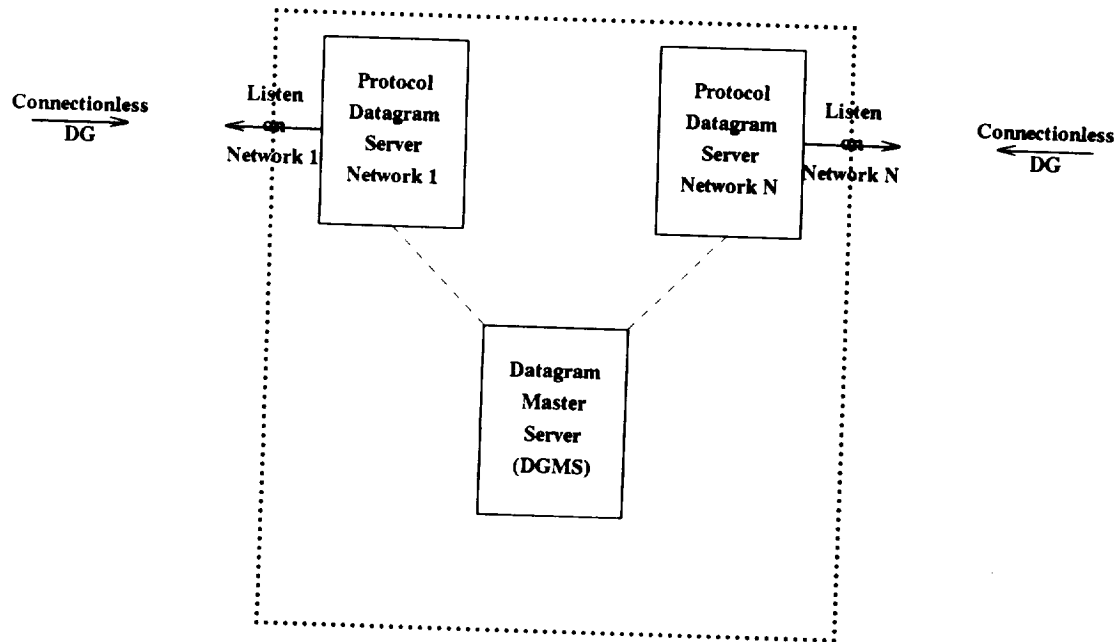 Connectionless
DG
Listen
on
Network 1
Protocol
Datagram
Server
Network 1
Protocol
Datagram
Server
Network N
Listen
on
Network N
Connectionless
DG
Datagram
Master
Server
(DGMS)